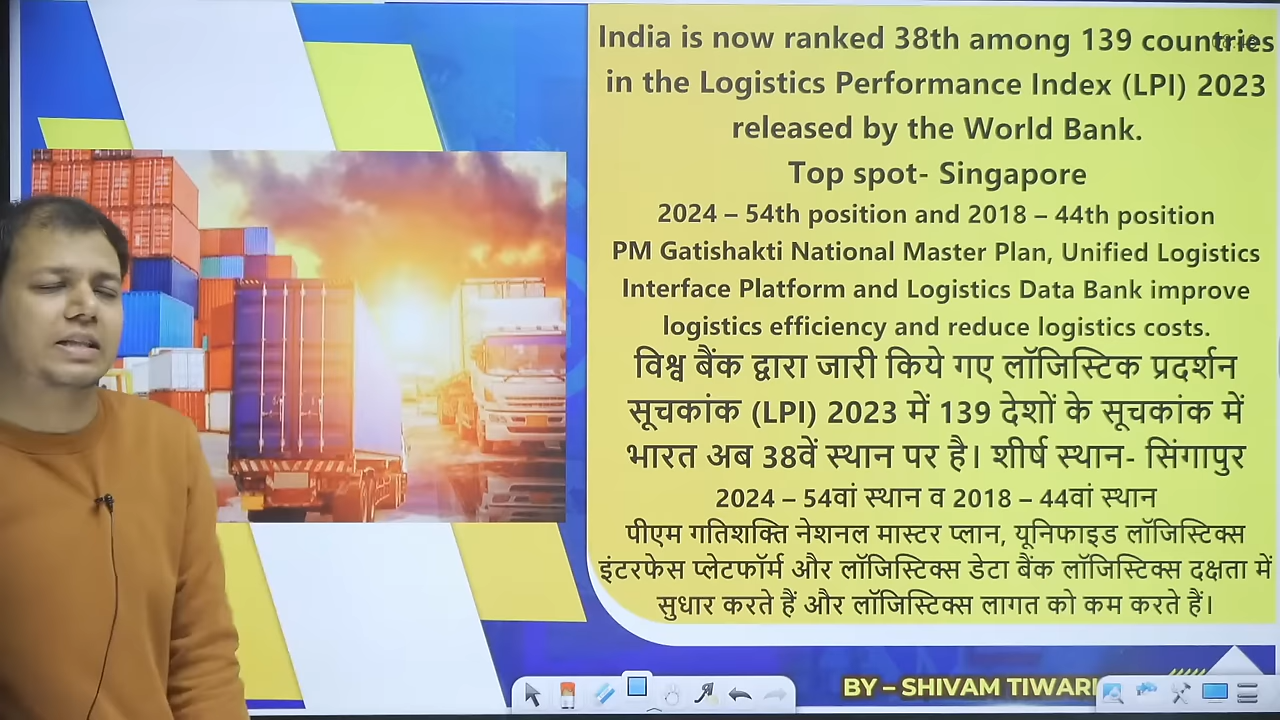 India is now ranked 38th among 139 countries
in the Logistics Performance Index (LPI) 2023
released by the World Bank.
Top spot- Singapore
2024 – 54th position and 2018 – 44th position
PM Gatishakti National Master Plan, Unified Logistics
Interface Platform and Logistics Data Bank improve
logistics efficiency and reduce logistics costs.
विश्व बैंक द्वारा जारी किये गए लॉजिस्टिक प्रदर्शन
सूचकांक (LPI) 2023 में 139 देशों के सूचकांक में
भारत अब 38वें स्थान पर है। शीर्ष स्थान- सिंगापुर
2024 – 54वां स्थान व 2018 – 44वां स्थान
पीएम गतिशक्ति नेशनल मास्टर प्लान, यूनिफाइड लॉजिस्टिक्स
इंटरफेस प्लेटफॉर्म और लॉजिस्टिक्स डेटा बैंक लॉजिस्टिक्स दक्षता में
सुधार करते हैं और लॉजिस्टिक्स लागत को कम करते हैं।
BY – SHIVAM TIWARI